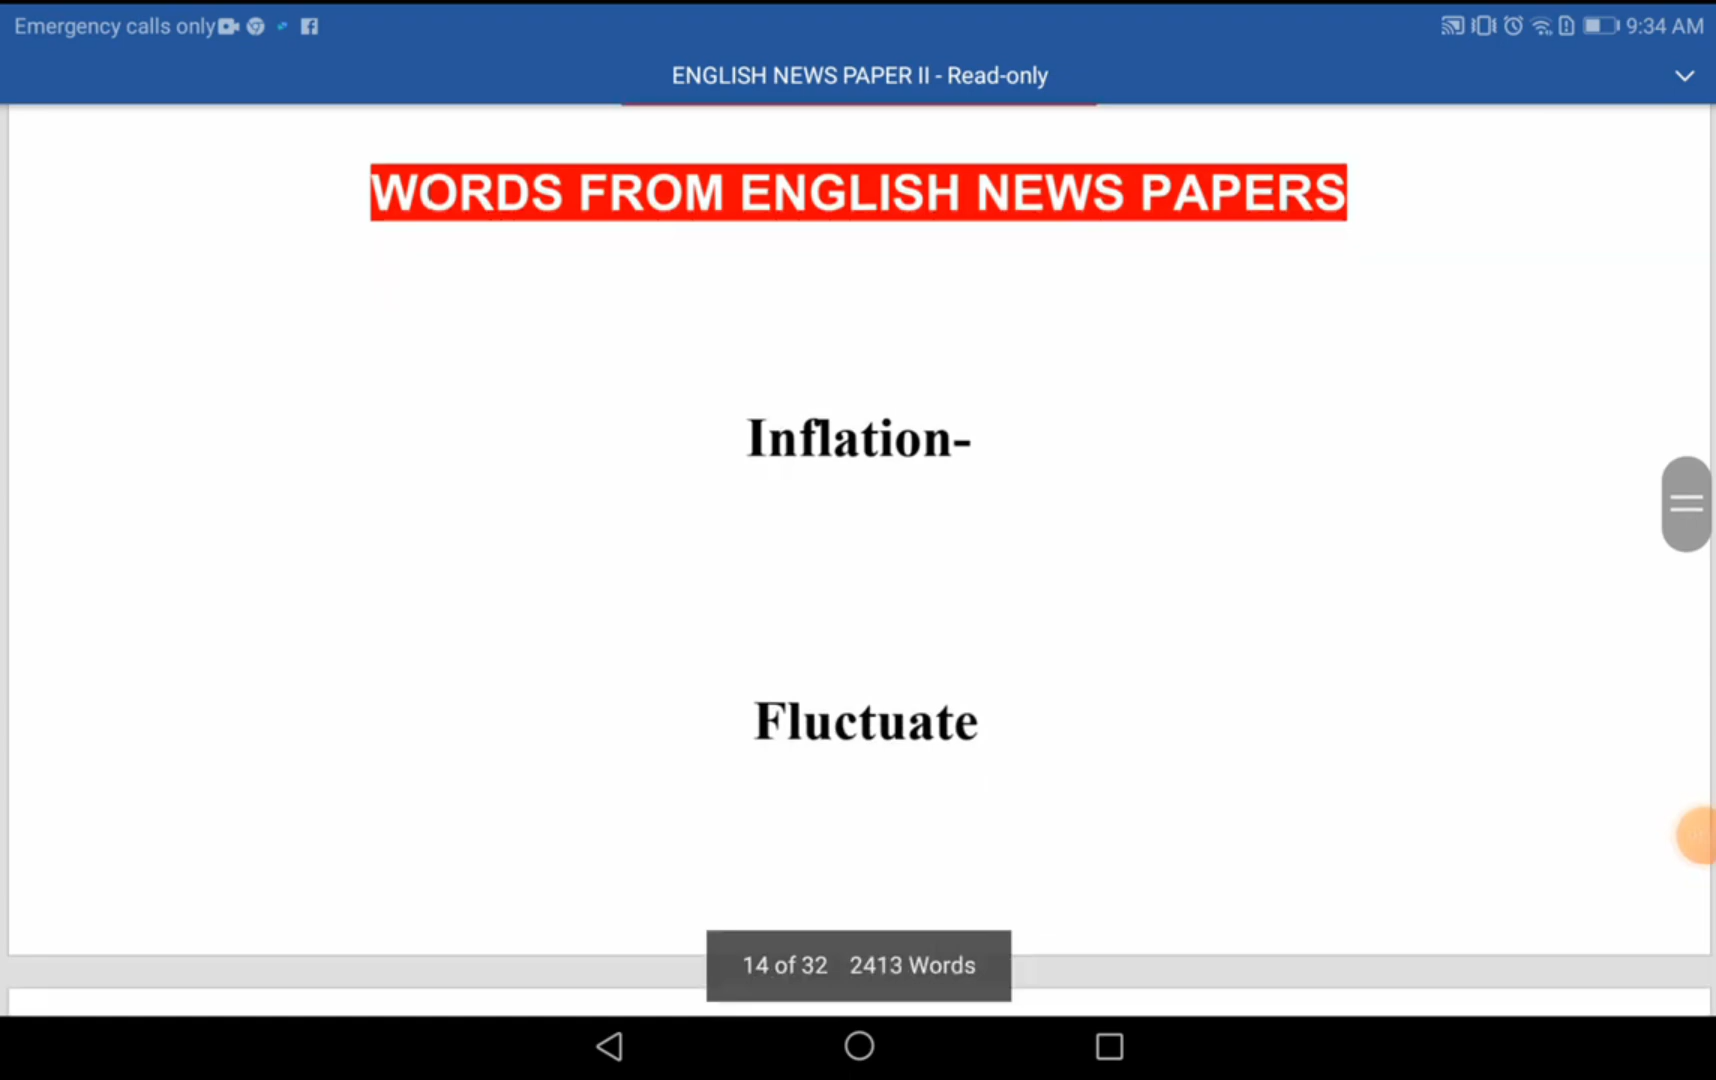 Emergency calls only
9:34 AM
ENGLISH NEWS PAPER II - Read-only
WORDS FROM ENGLISH NEWS PAPERS
Inflation-
Fluctuate
14 of 32 2413 Words